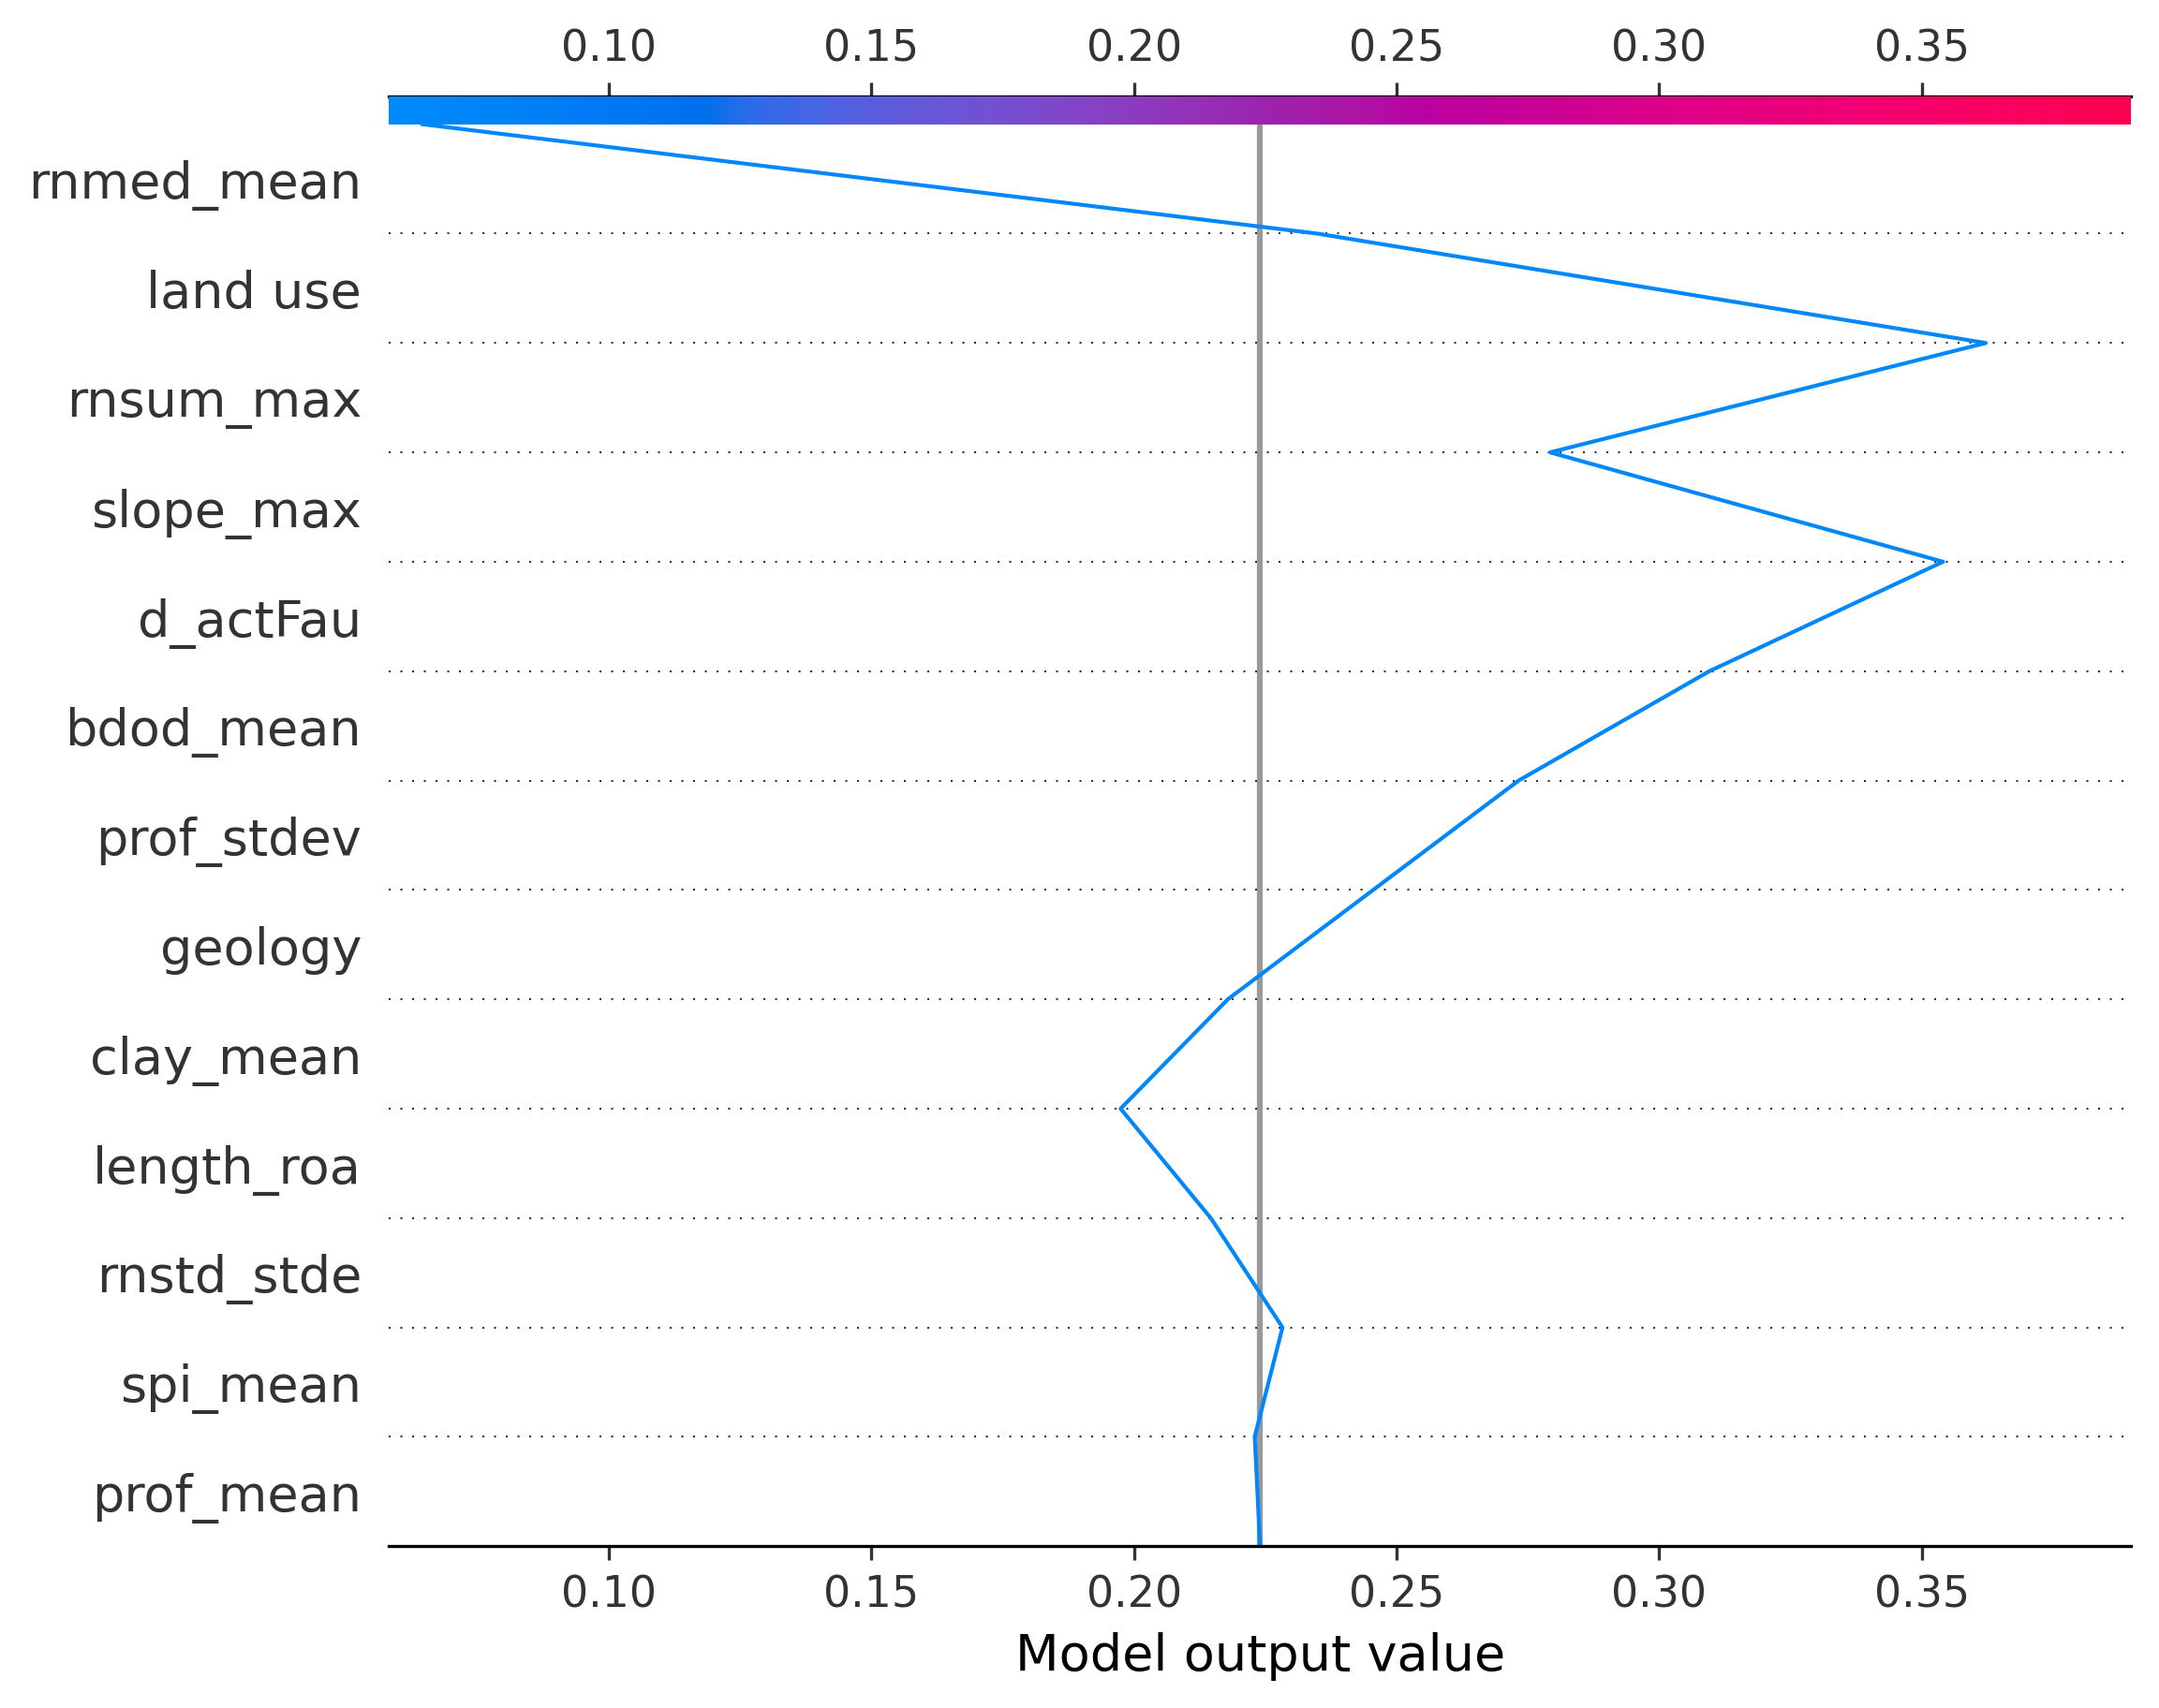 0.10 0.15 0.20 0.25 0.30 0.35
rnmed_mean
land use
rnsum_max
slope_max
d_actFau
bdod_mean
prof_stdev
geology
clay_mean
length_roa
rnstd_stde
spi_mean
prof_mean
0.10 0.15 0.20 0.25 0.30 0.35
Model output value